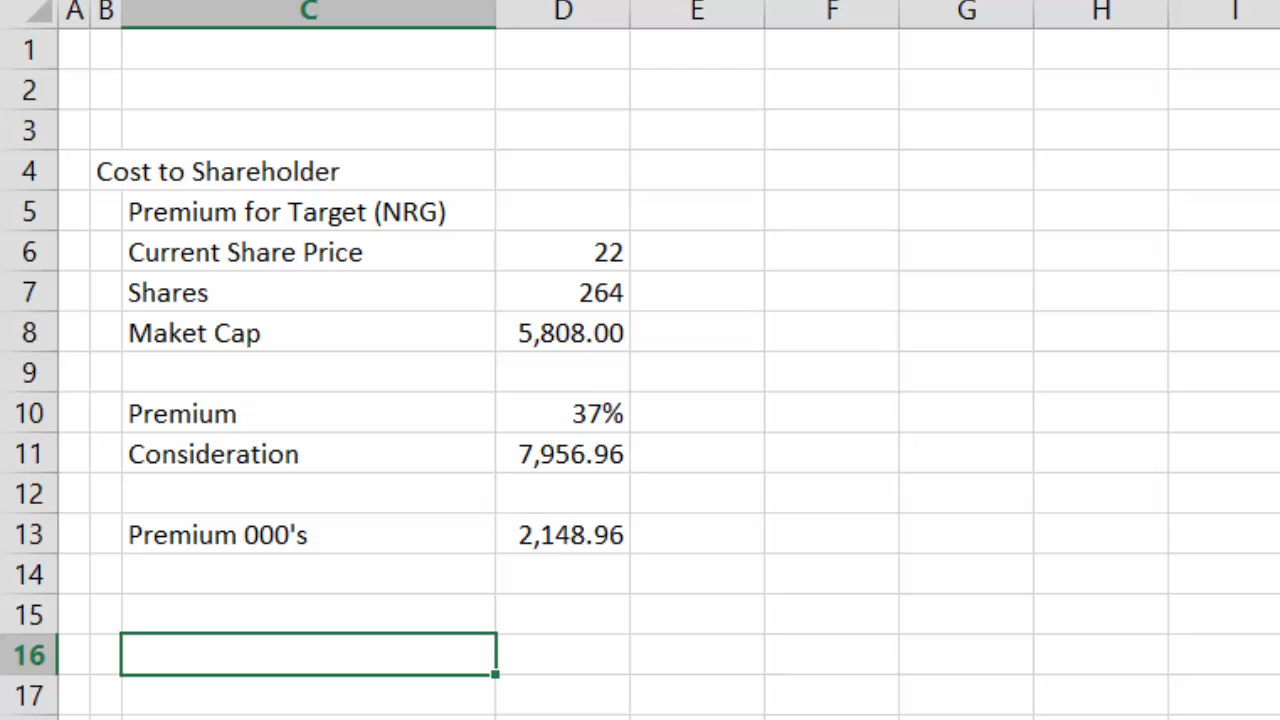 A B C D E F G H I
1
2
3
4 Cost to Shareholder
5 Premium for Target (NRG)
6 Current Share Price 22
7 Shares 264
8 Maket Cap 5,808.00
9
10 Premium 37%
11 Consideration 7,956.96
12
13 Premium 000's 2,148.96
14
15
16
17